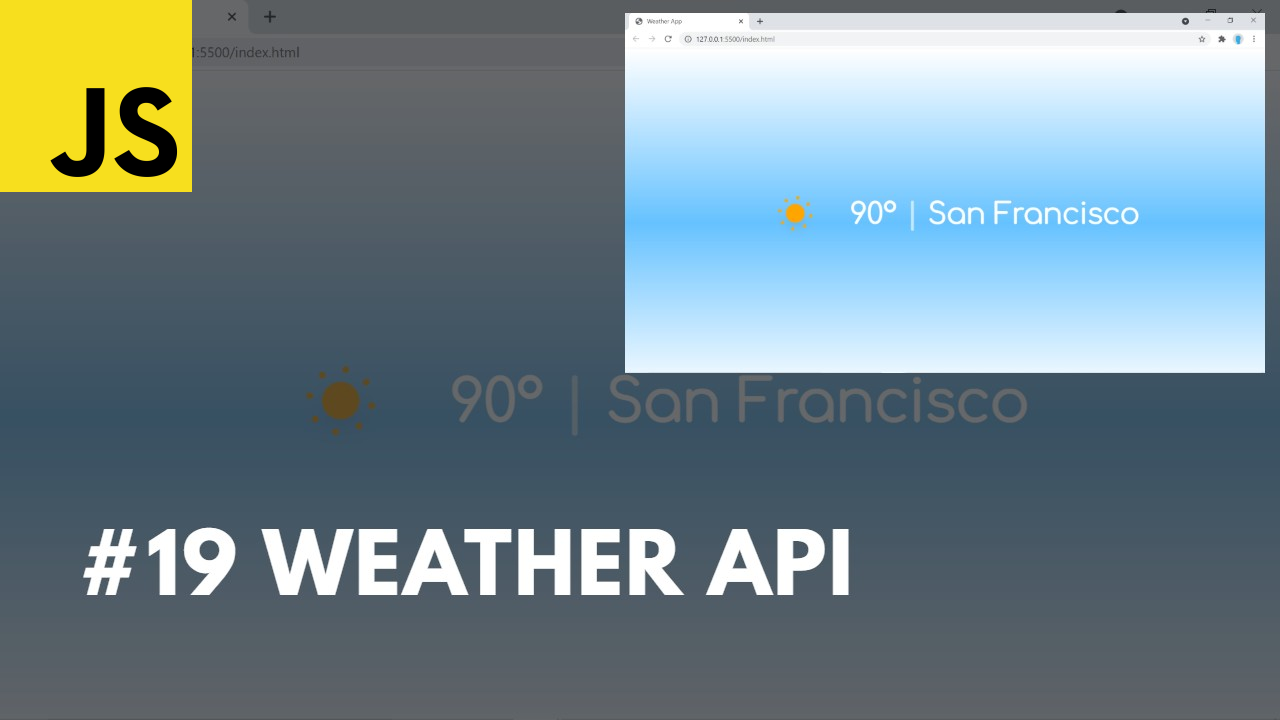 JS
1:5500/index.html
Weather App
127.0.0.1:5500/index.html
90° | San Francisco
90° | San Francisco
#19 WEATHER API